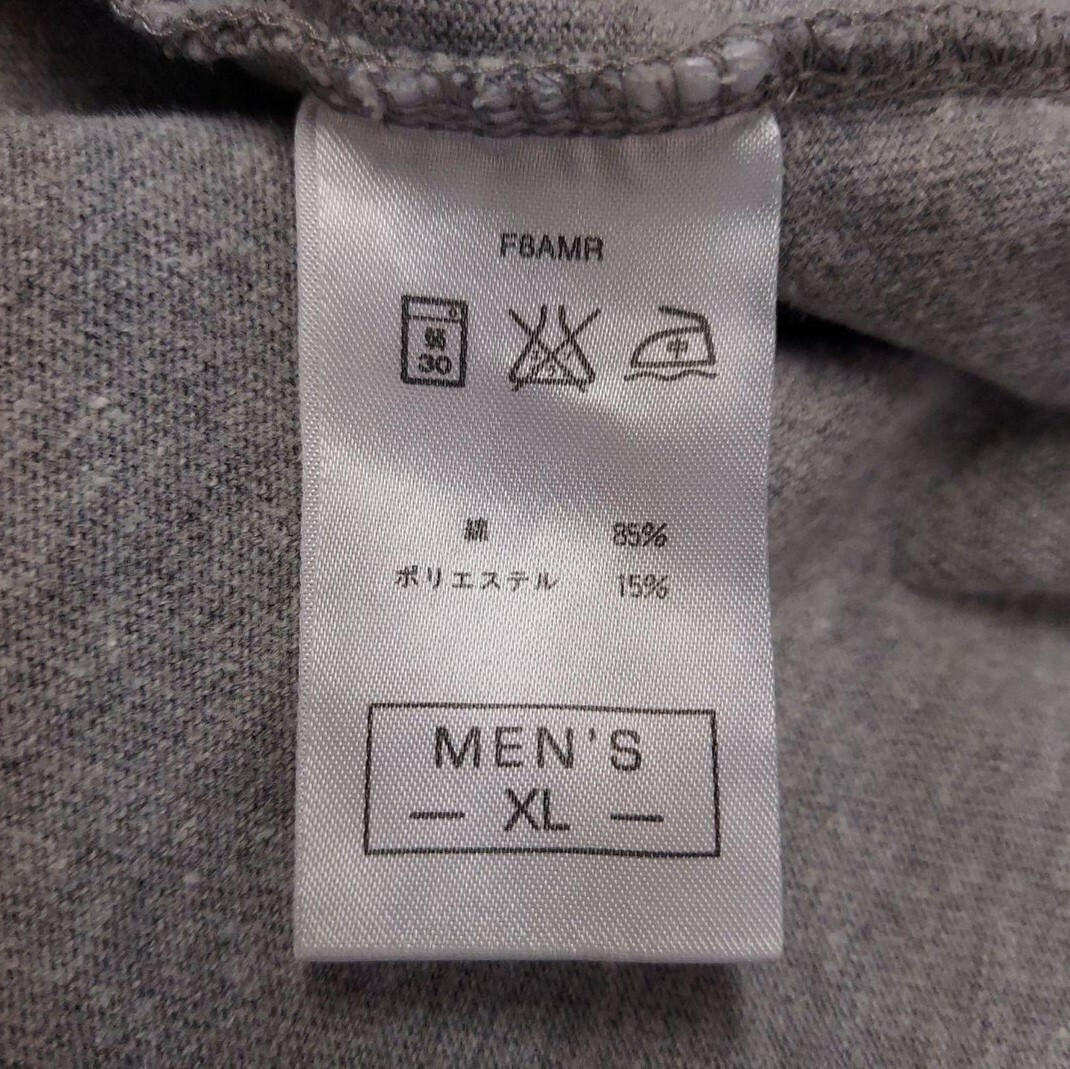 F8AMR
弱
30
中
綿 85%
ポリエステル 15%
MEN'S
— XL —